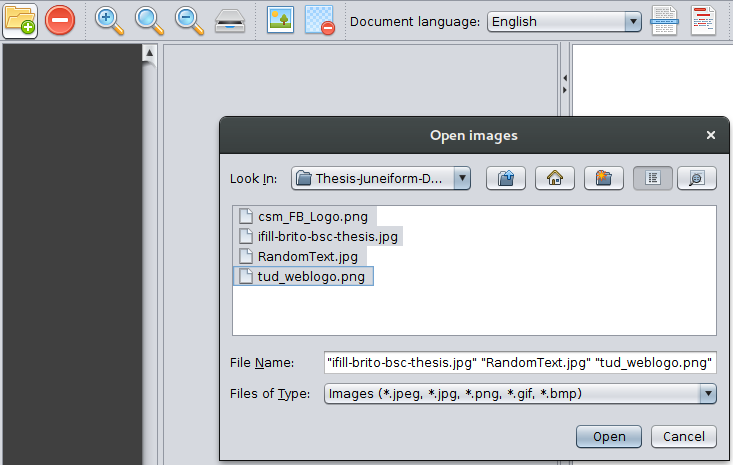 Document language: English
Open images
Look In: Thesis-Juneiform-D...
csm_FB_Logo.png
ifill-brito-bsc-thesis.jpg
RandomText.jpg
tud_weblogo.png
File Name: "ifill-brito-bsc-thesis.jpg" "RandomText.jpg" "tud_weblogo.png"
Files of Type: Images (*.jpeg, *.jpg, *.png, *.gif, *.bmp)
Open Cancel